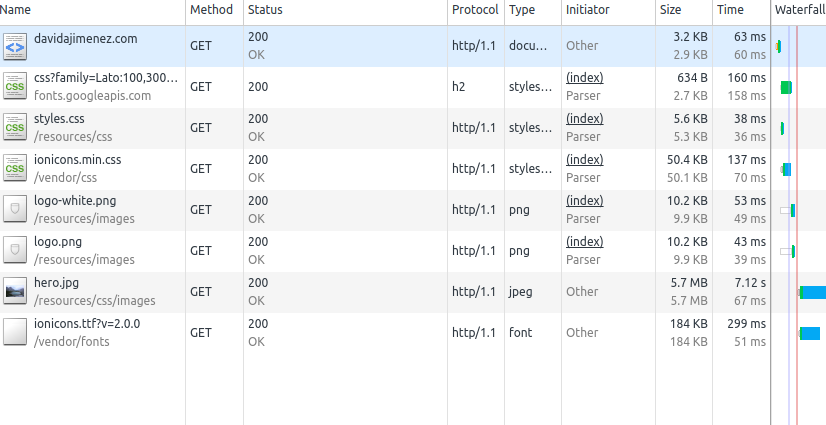 Name Method Status Protocol Type Initiator Size Time Waterfall
davidajimenez.com GET 200 OK http/1.1 docu... Other 3.2 KB 2.9 KB 63 ms 60 ms
css?family=Lato:100,300... fonts.googleapis.com GET 200 h2 styles... (index) Parser 634 B 2.7 KB 160 ms 158 ms
styles.css /resources/css GET 200 OK http/1.1 styles... (index) Parser 5.6 KB 5.3 KB 38 ms 36 ms
ionicons.min.css /vendor/css GET 200 OK http/1.1 styles... (index) Parser 50.4 KB 50.1 KB 137 ms 70 ms
logo-white.png /resources/images GET 200 OK http/1.1 png (index) Parser 10.2 KB 9.9 KB 53 ms 49 ms
logo.png /resources/images GET 200 OK http/1.1 png (index) Parser 10.2 KB 9.9 KB 43 ms 39 ms
hero.jpg /resources/css/images GET 200 OK http/1.1 jpeg Other 5.7 MB 5.7 MB 7.12 s 67 ms
ionicons.ttf?v=2.0.0 /vendor/fonts GET 200 OK http/1.1 font Other 184 KB 184 KB 299 ms 51 ms